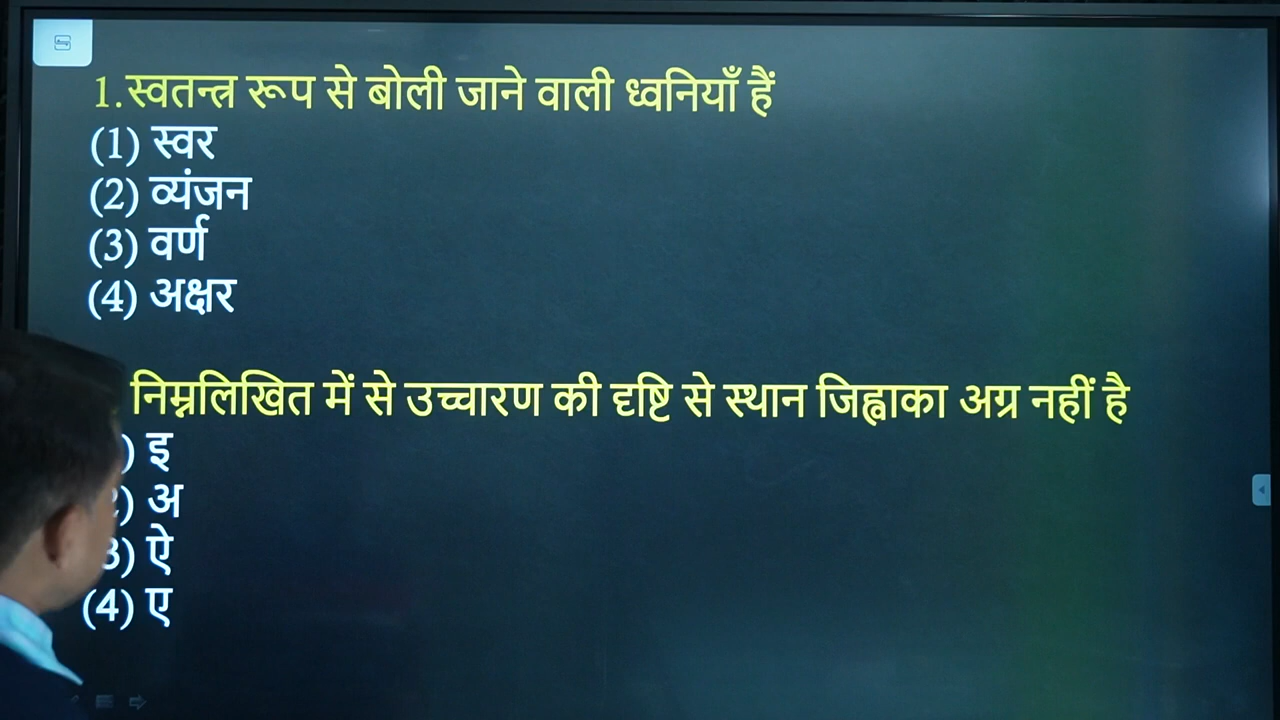 1.स्वतन्त्र रूप से बोली जाने वाली ध्वनियाँ हैं
(1) स्वर
(2) व्यंजन
(3) वर्ण
(4) अक्षर
निम्नलिखित में से उच्चारण की दृष्टि से स्थान जिह्वाका अग्र नहीं है
) इ
) अ
3) ऐ
(4) ए